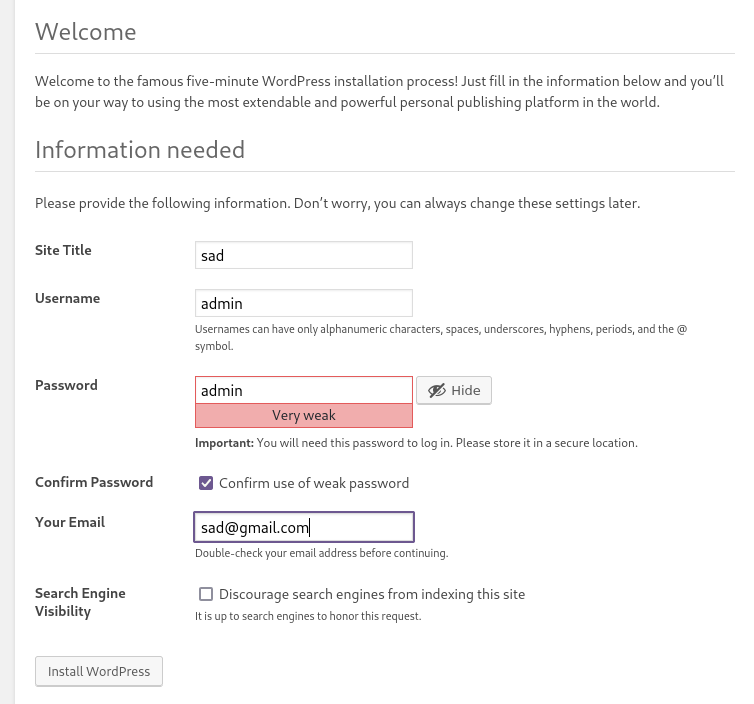 Welcome
Welcome to the famous five-minute WordPress installation process! Just fill in the information below and you’ll
be on your way to using the most extendable and powerful personal publishing platform in the world.
Information needed
Please provide the following information. Don’t worry, you can always change these settings later.
Site Title
sad
Username
admin
Usernames can have only alphanumeric characters, spaces, underscores, hyphens, periods, and the @
symbol.
Password
admin
Hide
Very weak
Important: You will need this password to log in. Please store it in a secure location.
Confirm Password
Confirm use of weak password
Your Email
sad@gmail.com
Double-check your email address before continuing.
Search Engine
Visibility
Discourage search engines from indexing this site
It is up to search engines to honor this request.
Install WordPress